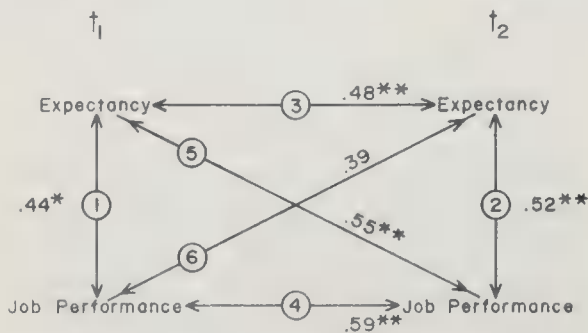 t1 t2
Expectancy 3 .48** Expectancy
5 .39
.44* 1 2 .52**
.55**
6
Job Performance 4 Job Performance
.59**